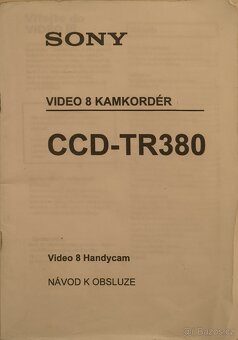 SONY
VIDEO 8 KAMKORDÉR
CCD-TR380
Video 8 Handycam
NÁVOD K OBSLUZE